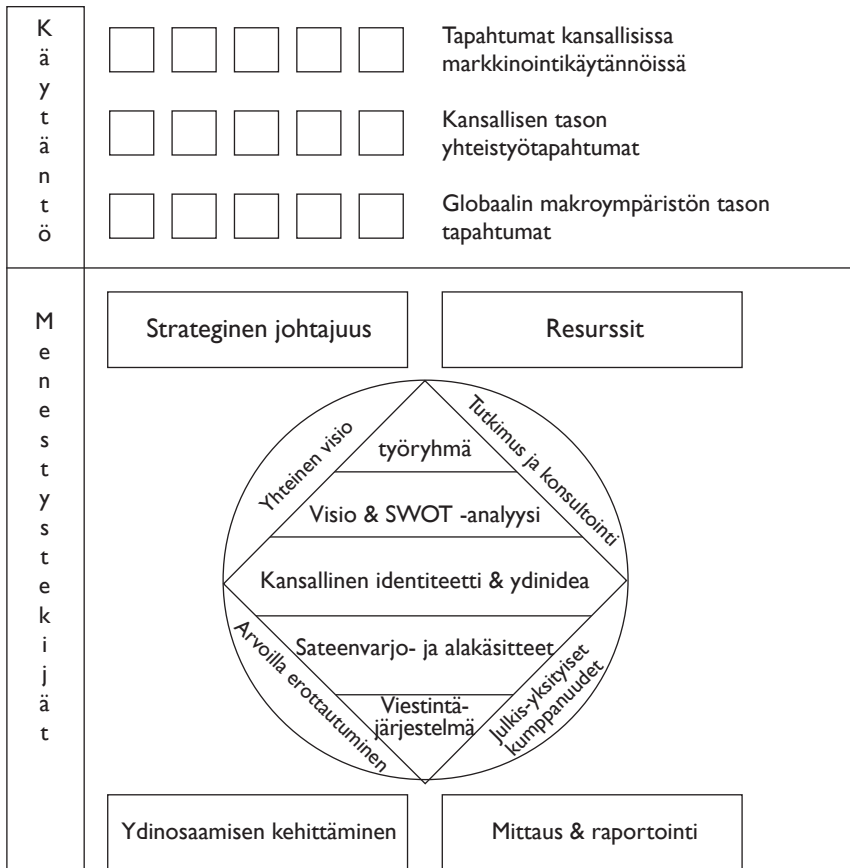 Käytäntö
Tapahtumat kansallisissa
markkinointikäytännöissä
Kansallisen tason
yhteistyötapahtumat
Globaalin makroympäristön tason
tapahtumat
Menestystekijät
Strateginen johtajuus
Resurssit
Yhteinen visio
Tutkimus ja konsultointi
työryhmä
Visio & SWOT -analyysi
Kansallinen identiteetti & ydinidea
Sateenvarjo- ja alakäsitteet
Viestintä-
järjestelmä
Arvoilla erottautuminen
Julkis-yksityiset
kumppanuudet
Ydinosaamisen kehittäminen
Mittaus & raportointi